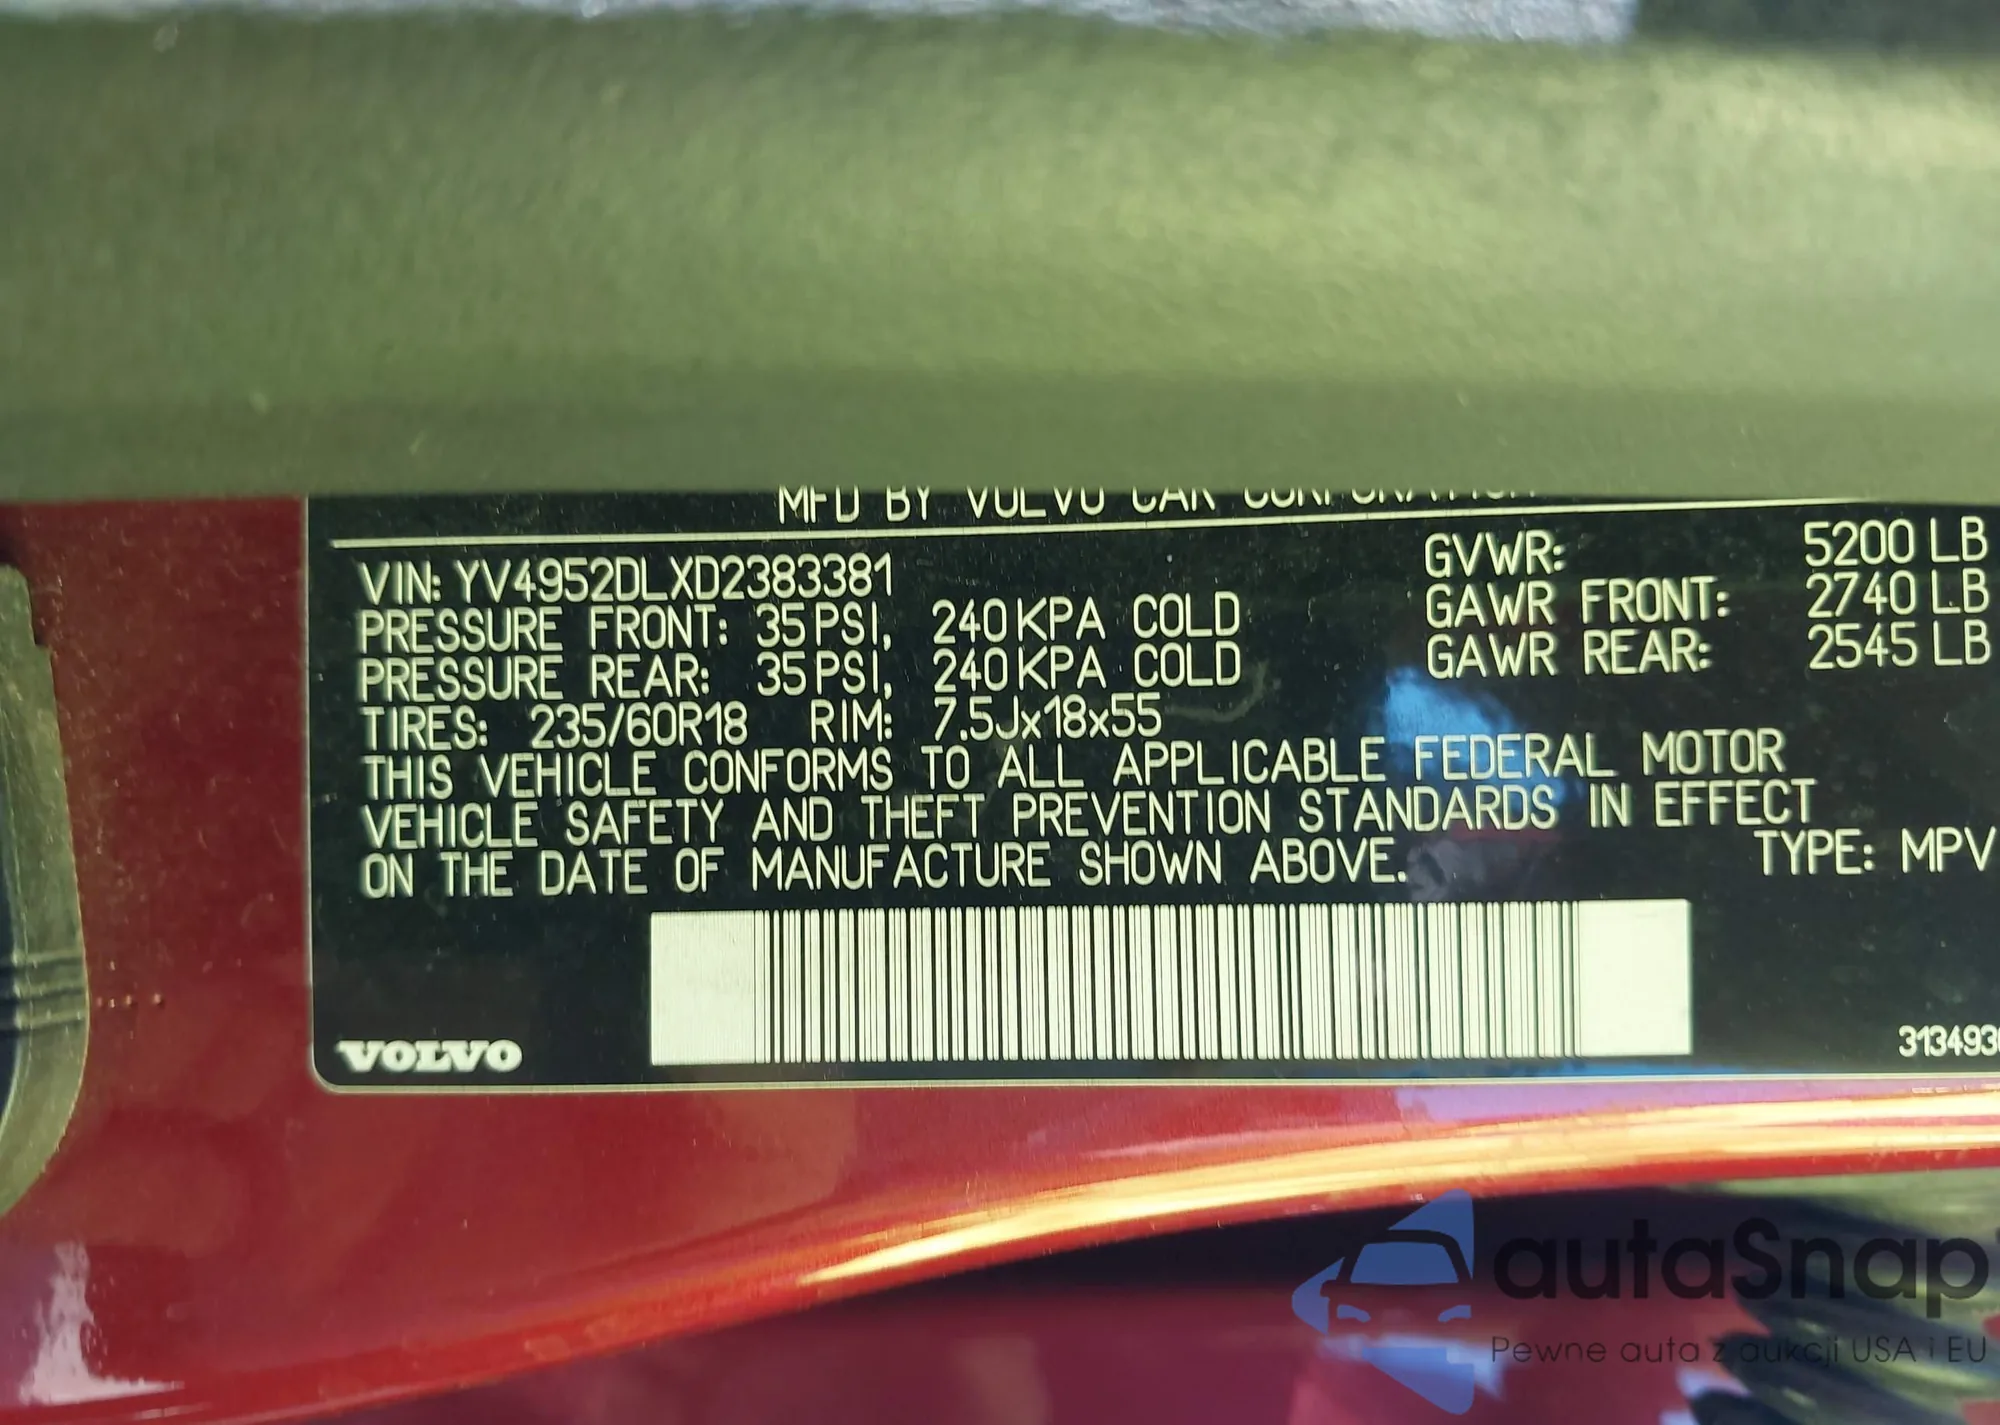 MFD BY VOLVO CAR CORPORATION
VIN: YV4952DLXD2383381
PRESSURE FRONT: 35 PSI, 240 KPA COLD
PRESSURE REAR: 35 PSI, 240 KPA COLD
TIRES: 235/60R18 RIM: 7.5Jx18x55
GVWR: 5200 LB
GAWR FRONT: 2740 LB
GAWR REAR: 2545 LB
THIS VEHICLE CONFORMS TO ALL APPLICABLE FEDERAL MOTOR
VEHICLE SAFETY AND THEFT PREVENTION STANDARDS IN EFFECT
ON THE DATE OF MANUFACTURE SHOWN ABOVE.
TYPE: MPV
VOLVO
autaSnap
Pewne auta z aukcji USA i EU